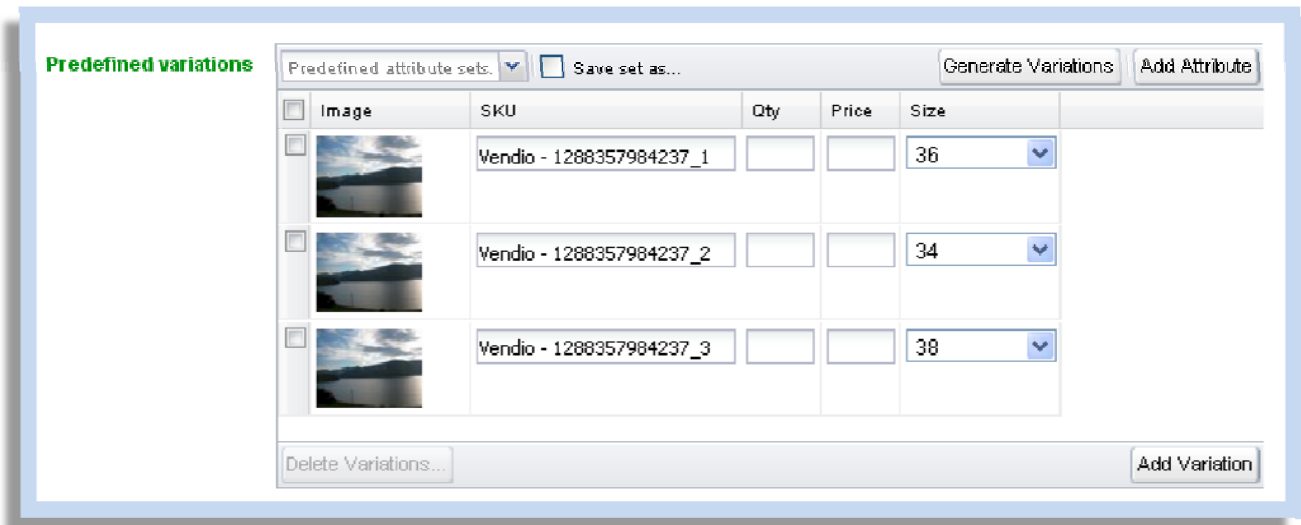 Predefined variations
Predefined attribute sets. Save set as... Generate Variations Add Attribute
Image SKU Qty Price Size
Vendio - 1288357984237_1 36
Vendio - 1288357984237_2 34
Vendio - 1288357984237_3 38
Delete Variations... Add Variation